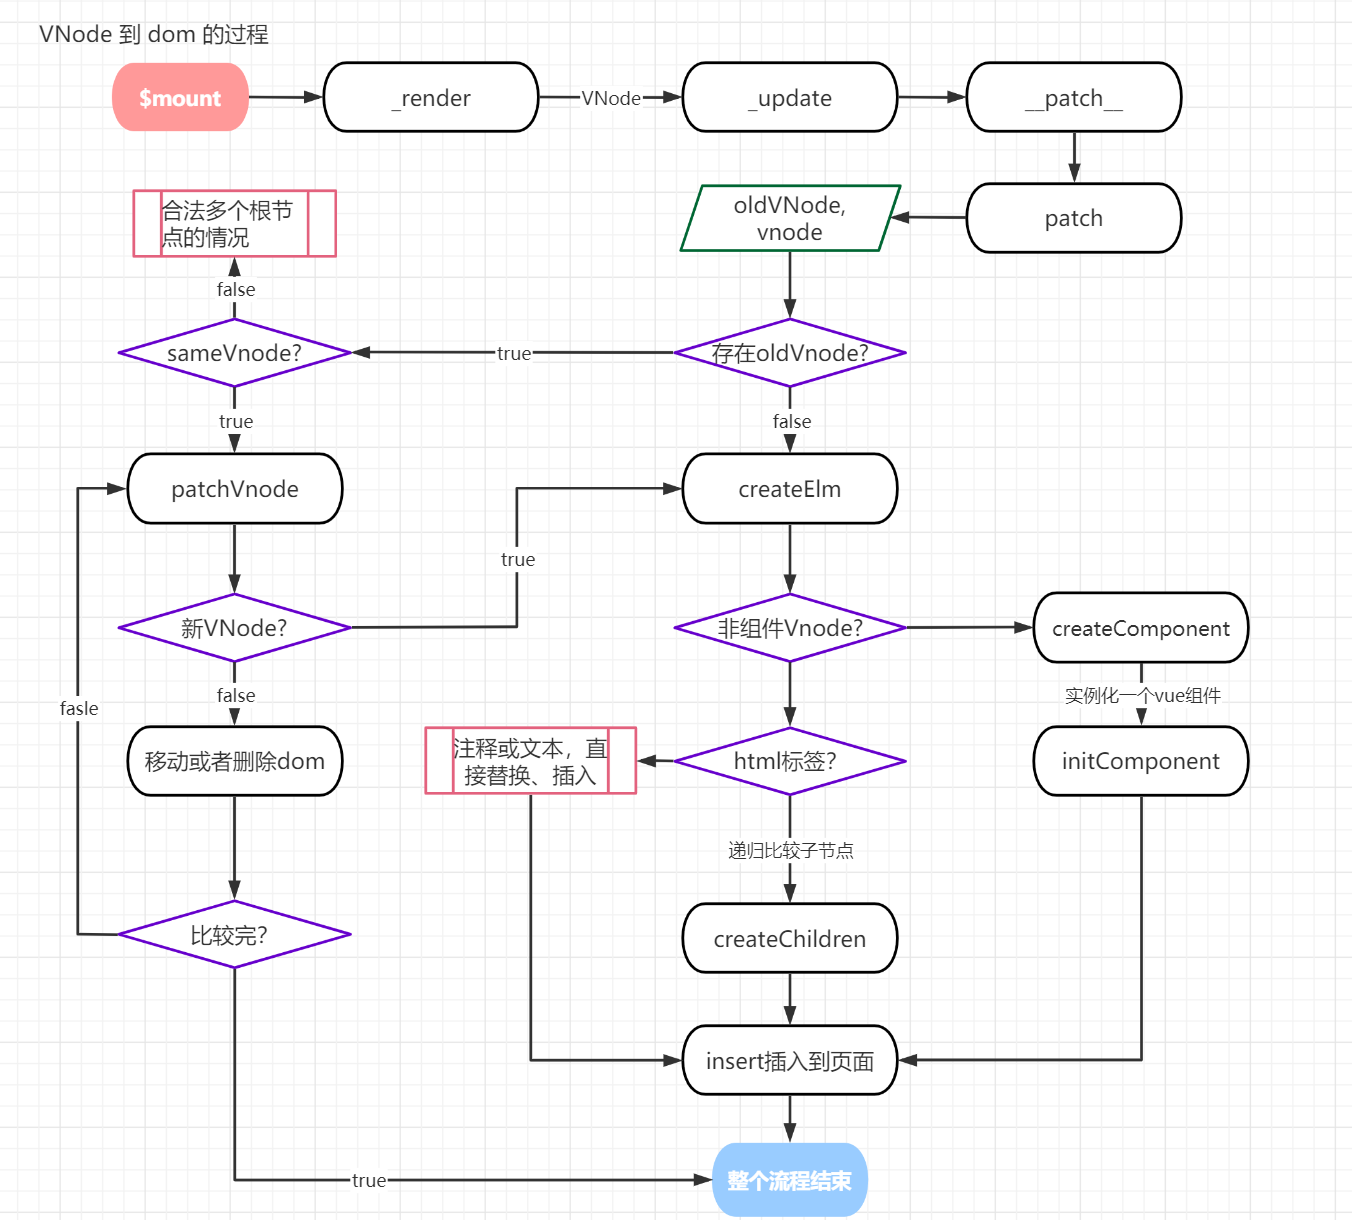 VNode 到 dom 的过程
$mount
_render
VNode
_update
__patch__
合法多个根节
点的情况
oldVNode,
vnode
patch
false
sameVnode?
true
存在oldVnode?
true
false
patchVnode
createElm
true
新VNode?
非组件Vnode?
createComponent
false
实例化一个vue组件
fasle
移动或者删除dom
注释或文本，直
接替换、插入
html标签?
initComponent
递归比较子节点
比较完?
createChildren
insert插入到页面
true
整个流程结束